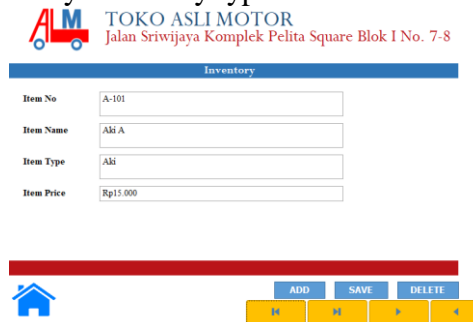 ALM
TOKO ASLI MOTOR
Jalan Sriwijaya Komplek Pelita Square Blok I No. 7-8
Inventory
Item No A-101
Item Name Aki A
Item Type Aki
Item Price Rp15.000
ADD SAVE DELETE